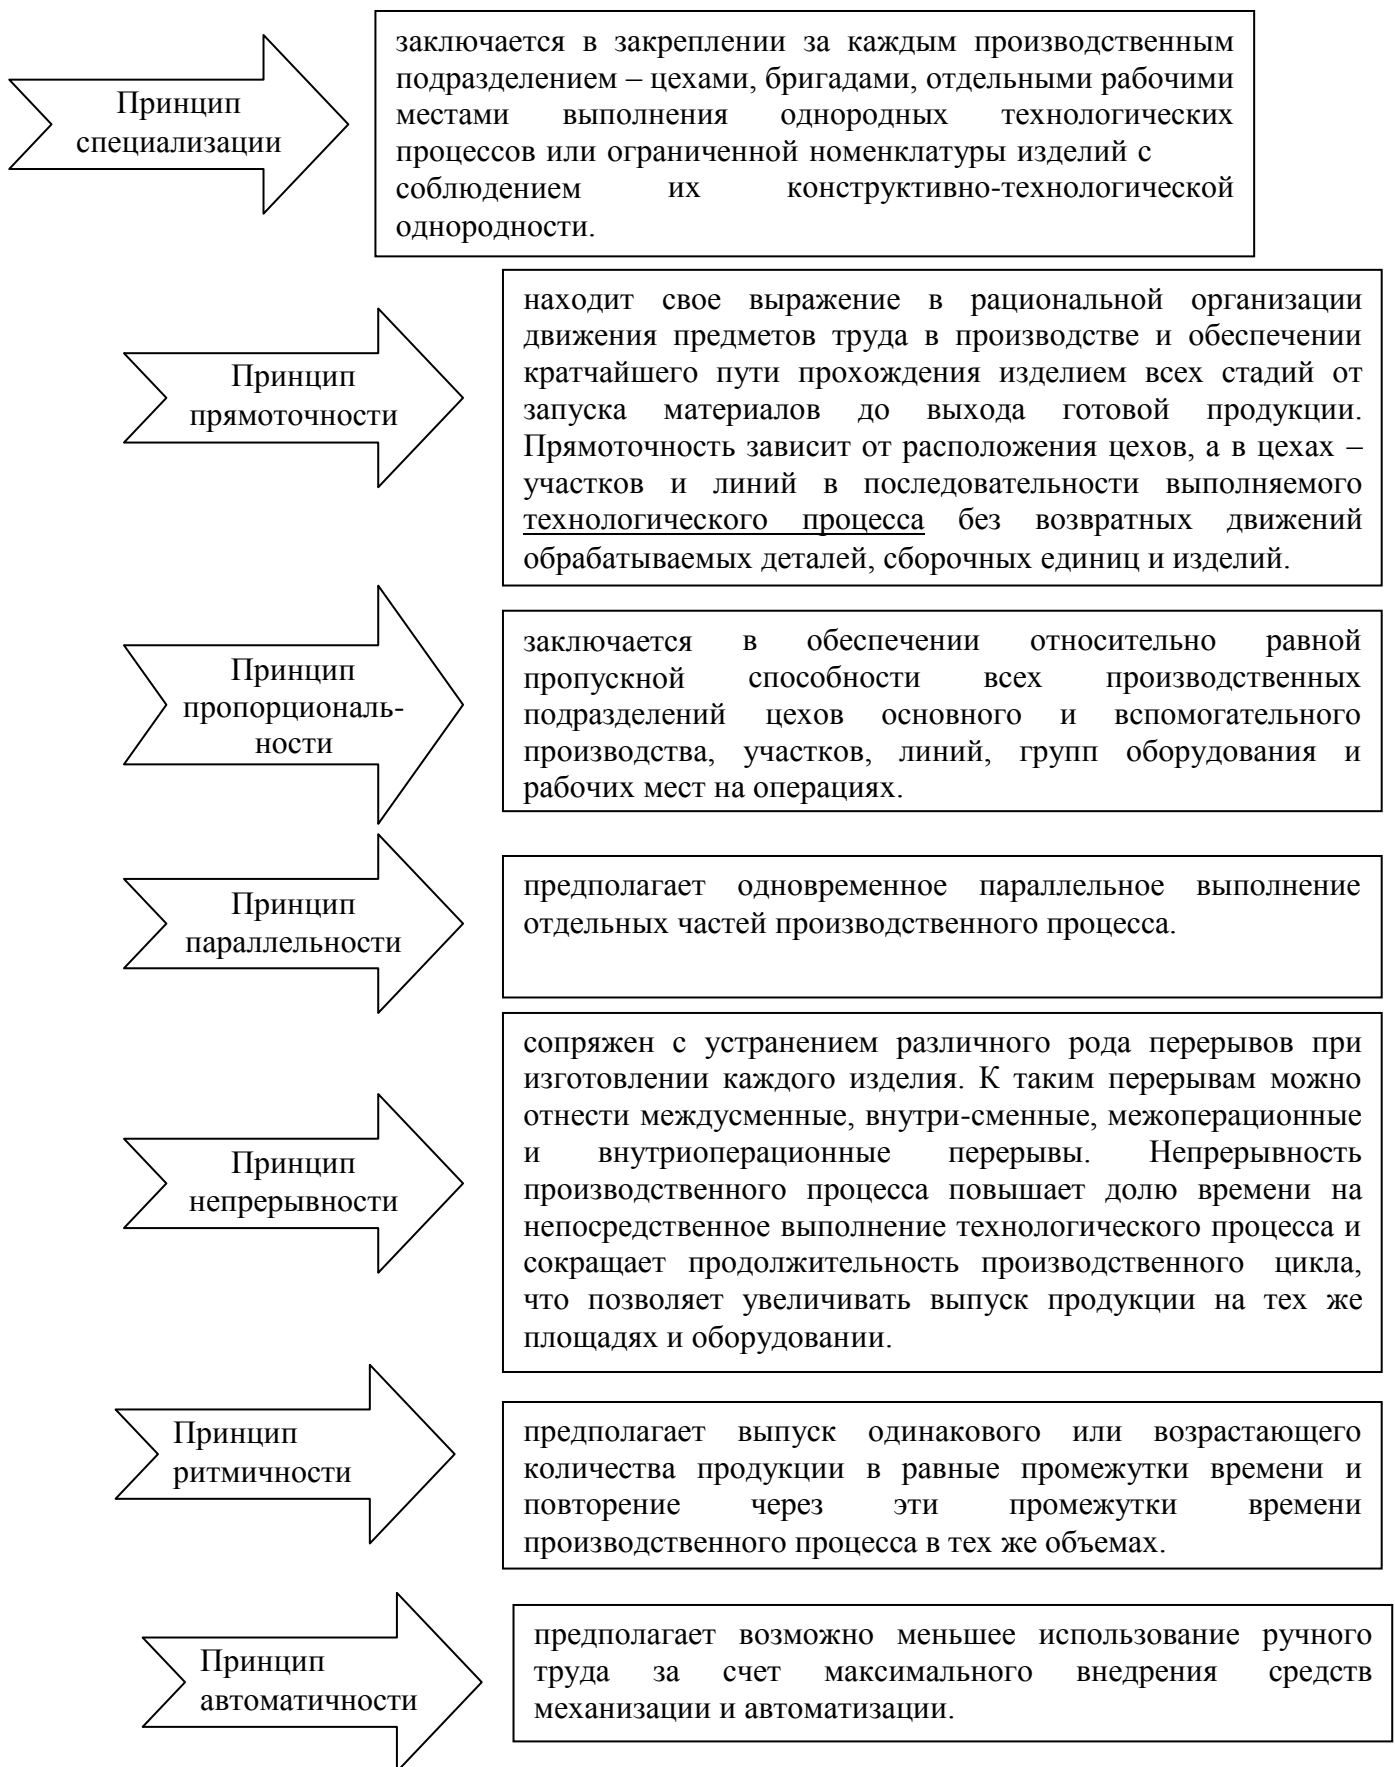 Принцип
специализации
заключается в закреплении за каждым производственным
подразделением – цехами, бригадами, отдельными рабочими
местами выполнения однородных технологических
процессов или ограниченной номенклатуры изделий с
соблюдением их конструктивно-технологической
однородности.
Принцип
прямоточности
находит свое выражение в рациональной организации
движения предметов труда в производстве и обеспечении
кратчайшего пути прохождения изделием всех стадий от
запуска материалов до выхода готовой продукции.
Прямоточность зависит от расположения цехов, а в цехах –
участков и линий в последовательности выполняемого
технологического процесса без возвратных движений
обрабатываемых деталей, сборочных единиц и изделий.
Принцип
пропорциональ-
ности
заключается в обеспечении относительно равной
пропускной способности всех производственных
подразделений цехов основного и вспомогательного
производства, участков, линий, групп оборудования и
рабочих мест на операциях.
Принцип
параллельности
предполагает одновременное параллельное выполнение
отдельных частей производственного процесса.
Принцип
непрерывности
сопряжен с устранением различного рода перерывов при
изготовлении каждого изделия. К таким перерывам можно
отнести междусменные, внутри-сменные, межоперационные
и внутриоперационные перерывы. Непрерывность
производственного процесса повышает долю времени на
непосредственное выполнение технологического процесса и
сокращает продолжительность производственного цикла,
что позволяет увеличивать выпуск продукции на тех же
площадях и оборудовании.
Принцип
ритмичности
предполагает выпуск одинакового или возрастающего
количества продукции в равные промежутки времени и
повторение через эти промежутки времени
производственного процесса в тех же объемах.
Принцип
автоматичности
предполагает возможно меньшее использование ручного
труда за счет максимального внедрения средств
механизации и автоматизации.